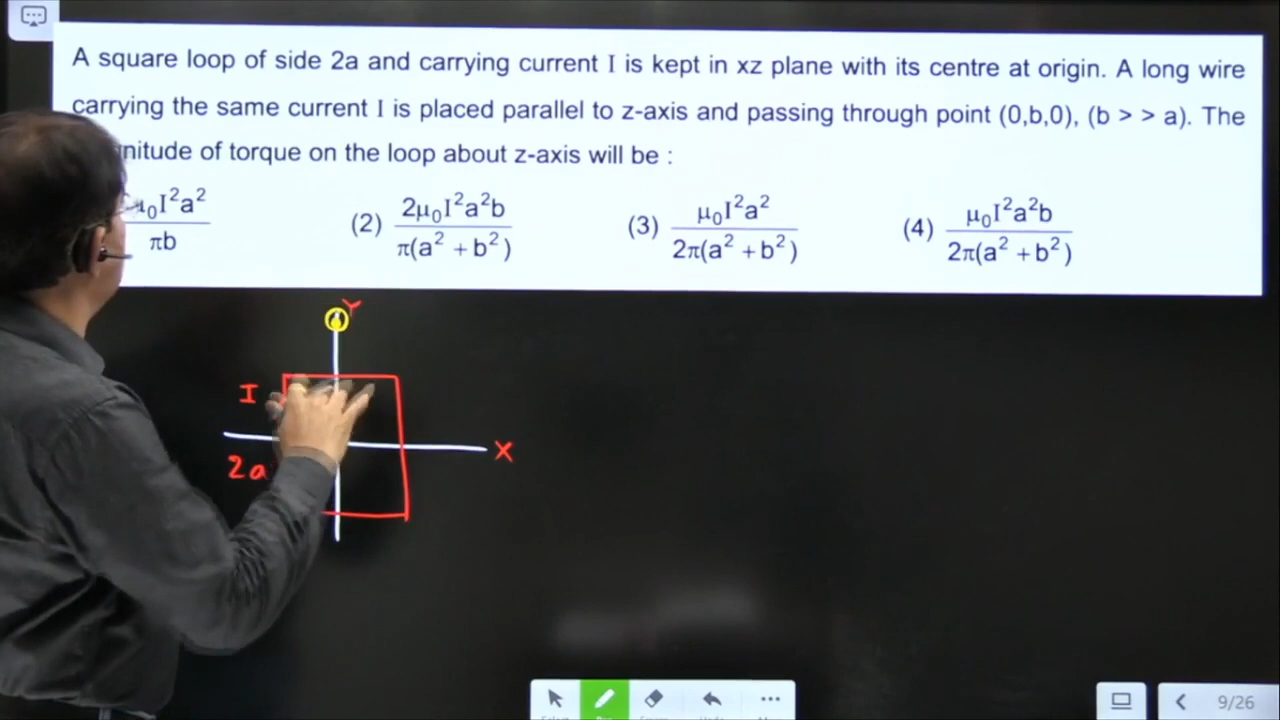 A square loop of side 2a and carrying current I is kept in xz plane with its centre at origin. A long wire
carrying the same current I is placed parallel to z-axis and passing through point (0,b,0), (b > > a). The
nitude of torque on the loop about z-axis will be :
μ₀I²a²
πb
(2) 2μ₀I²a²b
π(a² + b²)
(3) μ₀I²a²
2π(a² + b²)
(4) μ₀I²a²b
2π(a² + b²)
Y
I
X
2a
9/26